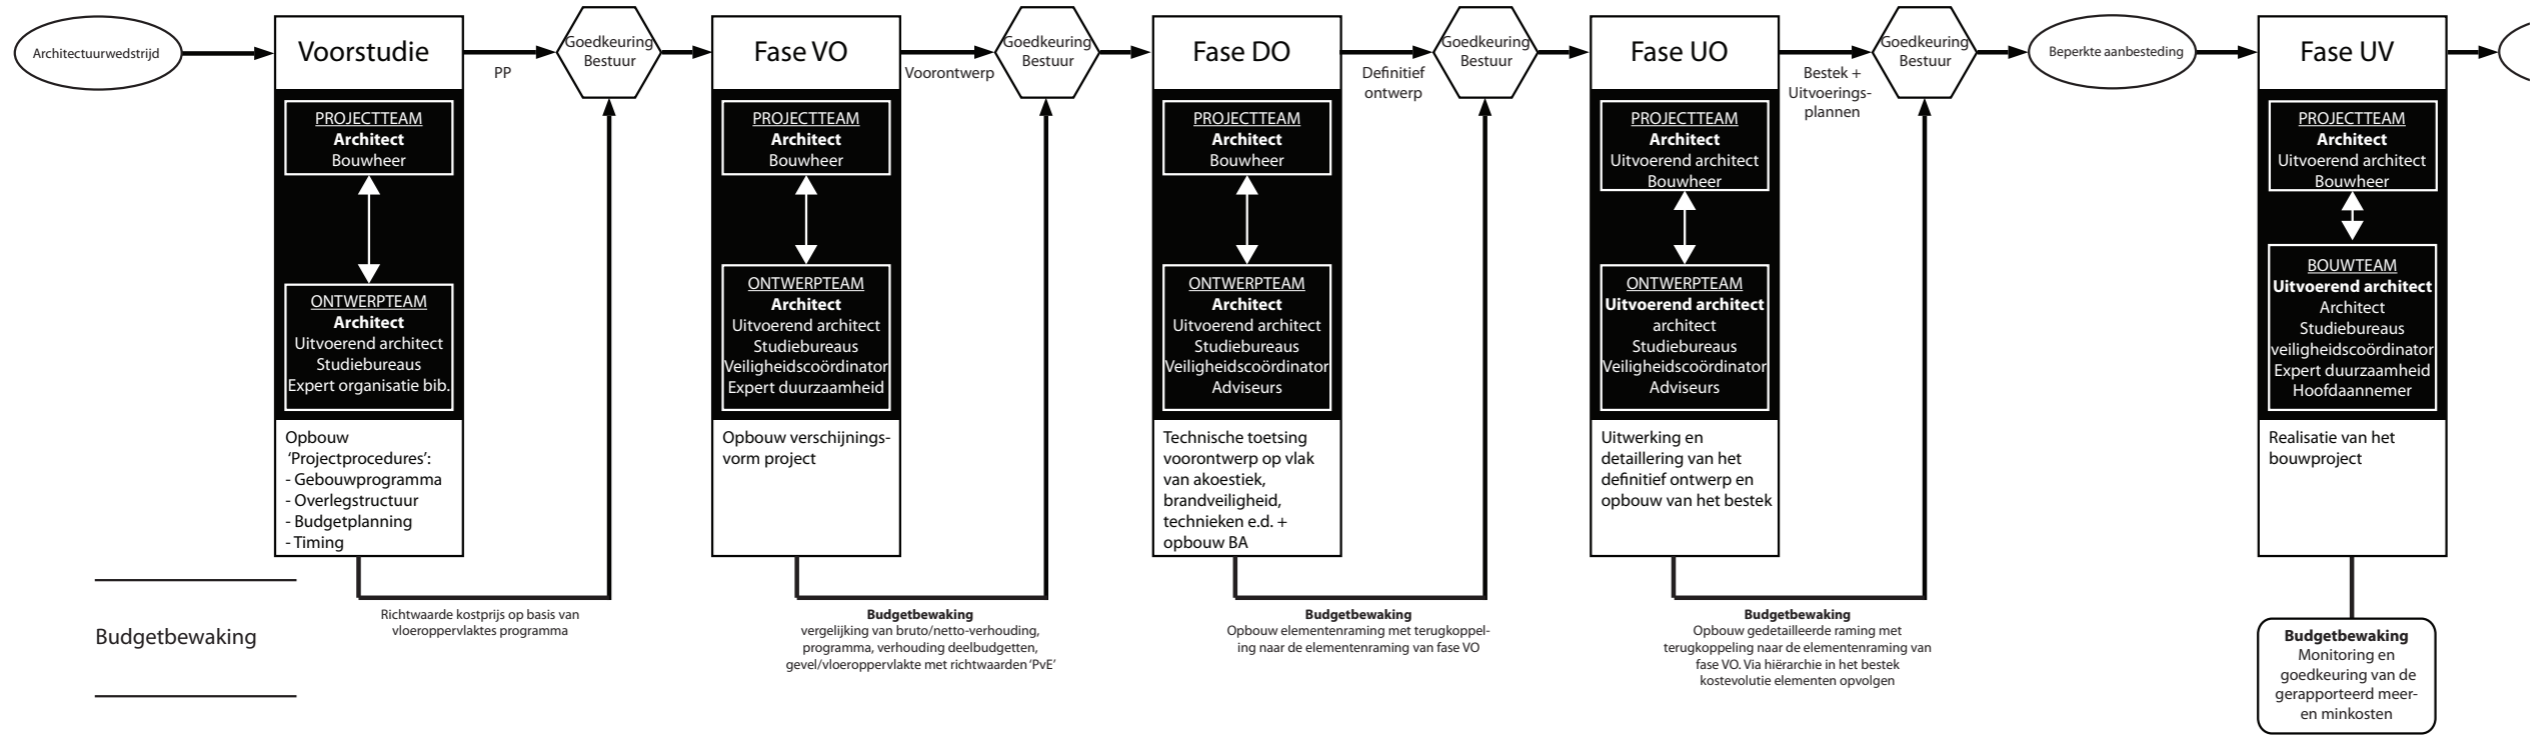 Architectuurwedstrijd
Voorstudie
PP
Goedkeuring
Bestuur
Fase VO
Voorontwerp
Goedkeuring
Bestuur
Fase DO
Definitief
ontwerp
Goedkeuring
Bestuur
Fase UO
Bestek +
Uitvoerings-
plannen
Goedkeuring
Bestuur
Beperkte aanbesteding
Fase UV
PROJECTTEAM
Architect
Bouwheer
ONTWERPTEAM
Architect
Uitvoerend architect
Studiebureaus
Expert organisatie bib.
Opbouw
‘Projectprocedures’:
- Gebouwprogramma
- Overlegstructuur
- Budgetplanning
- Timing
PROJECTTEAM
Architect
Bouwheer
ONTWERPTEAM
Architect
Uitvoerend architect
Studiebureaus
Veiligheidscoördinator
Expert duurzaamheid
Opbouw verschijnings-
vorm project
PROJECTTEAM
Architect
Bouwheer
ONTWERPTEAM
Architect
Uitvoerend architect
Studiebureaus
Veiligheidscoördinator
Adviseurs
Technische toetsing
voorontwerp op vlak
van akoestiek,
brandveiligheid,
technieken e.d. +
opbouw BA
PROJECTTEAM
Architect
Uitvoerend architect
Bouwheer
ONTWERPTEAM
Uitvoerend architect
architect
Studiebureaus
Veiligheidscoördinator
Adviseurs
Uitwerking en
detaillering van het
definitief ontwerp en
opbouw van het bestek
PROJECTTEAM
Architect
Uitvoerend architect
Bouwheer
BOUWTEAM
Uitvoerend architect
Architect
Studiebureaus
veiligheidscoördinator
Expert duurzaamheid
Hoofdaannemer
Realisatie van het
bouwproject
Budgetbewaking
Richtwaarde kostprijs op basis van
vloeroppervlaktes programma
Budgetbewaking
vergelijking van bruto/netto-verhouding,
programma, verhouding deelbudgetten,
gevel/vloeroppervlakte met richtwaarden ‘PvE’
Budgetbewaking
Opbouw elementenraming met terugkoppel-
ing naar de elementenraming van fase VO
Budgetbewaking
Opbouw gedetailleerde raming met
terugkoppeling naar de elementenraming van
fase VO. Via hiërarchie in het bestek
kostevolutie elementen opvolgen
Budgetbewaking
Monitoring en
goedkeuring van de
gerapporteerd meer-
en minkosten